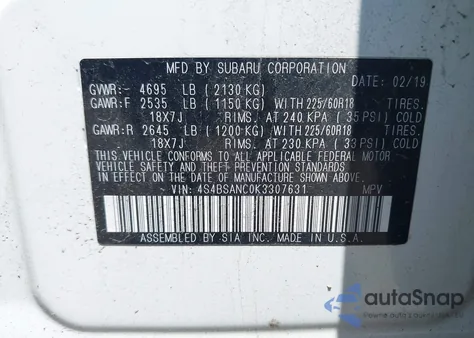 MFD BY SUBARU CORPORATION
GVWR:- 4695 LB (2130 KG) DATE: 02/19
GAWR:F 2535 LB (1150 KG) WITH 225/60R18 TIRES.
18X7J RIMS. AT 240 KPA (35 PSI) COLD
GAWR:R 2645 LB (1200 KG) WITH 225/60R18 TIRES.
18X7J RIMS. AT 230 KPA (33 PSI) COLD
THIS VEHICLE CONFORMS TO ALL APPLICABLE FEDERAL MOTOR
VEHICLE SAFETY AND THEFT PREVENTION STANDARDS
IN EFFECT ON THE DATE OF MANUFACTURE SHOWN ABOVE.
VIN: 4S4BSANC0K3307631 MPV
ASSEMBLED BY SIA INC. MADE IN U.S.A.
autoSnap